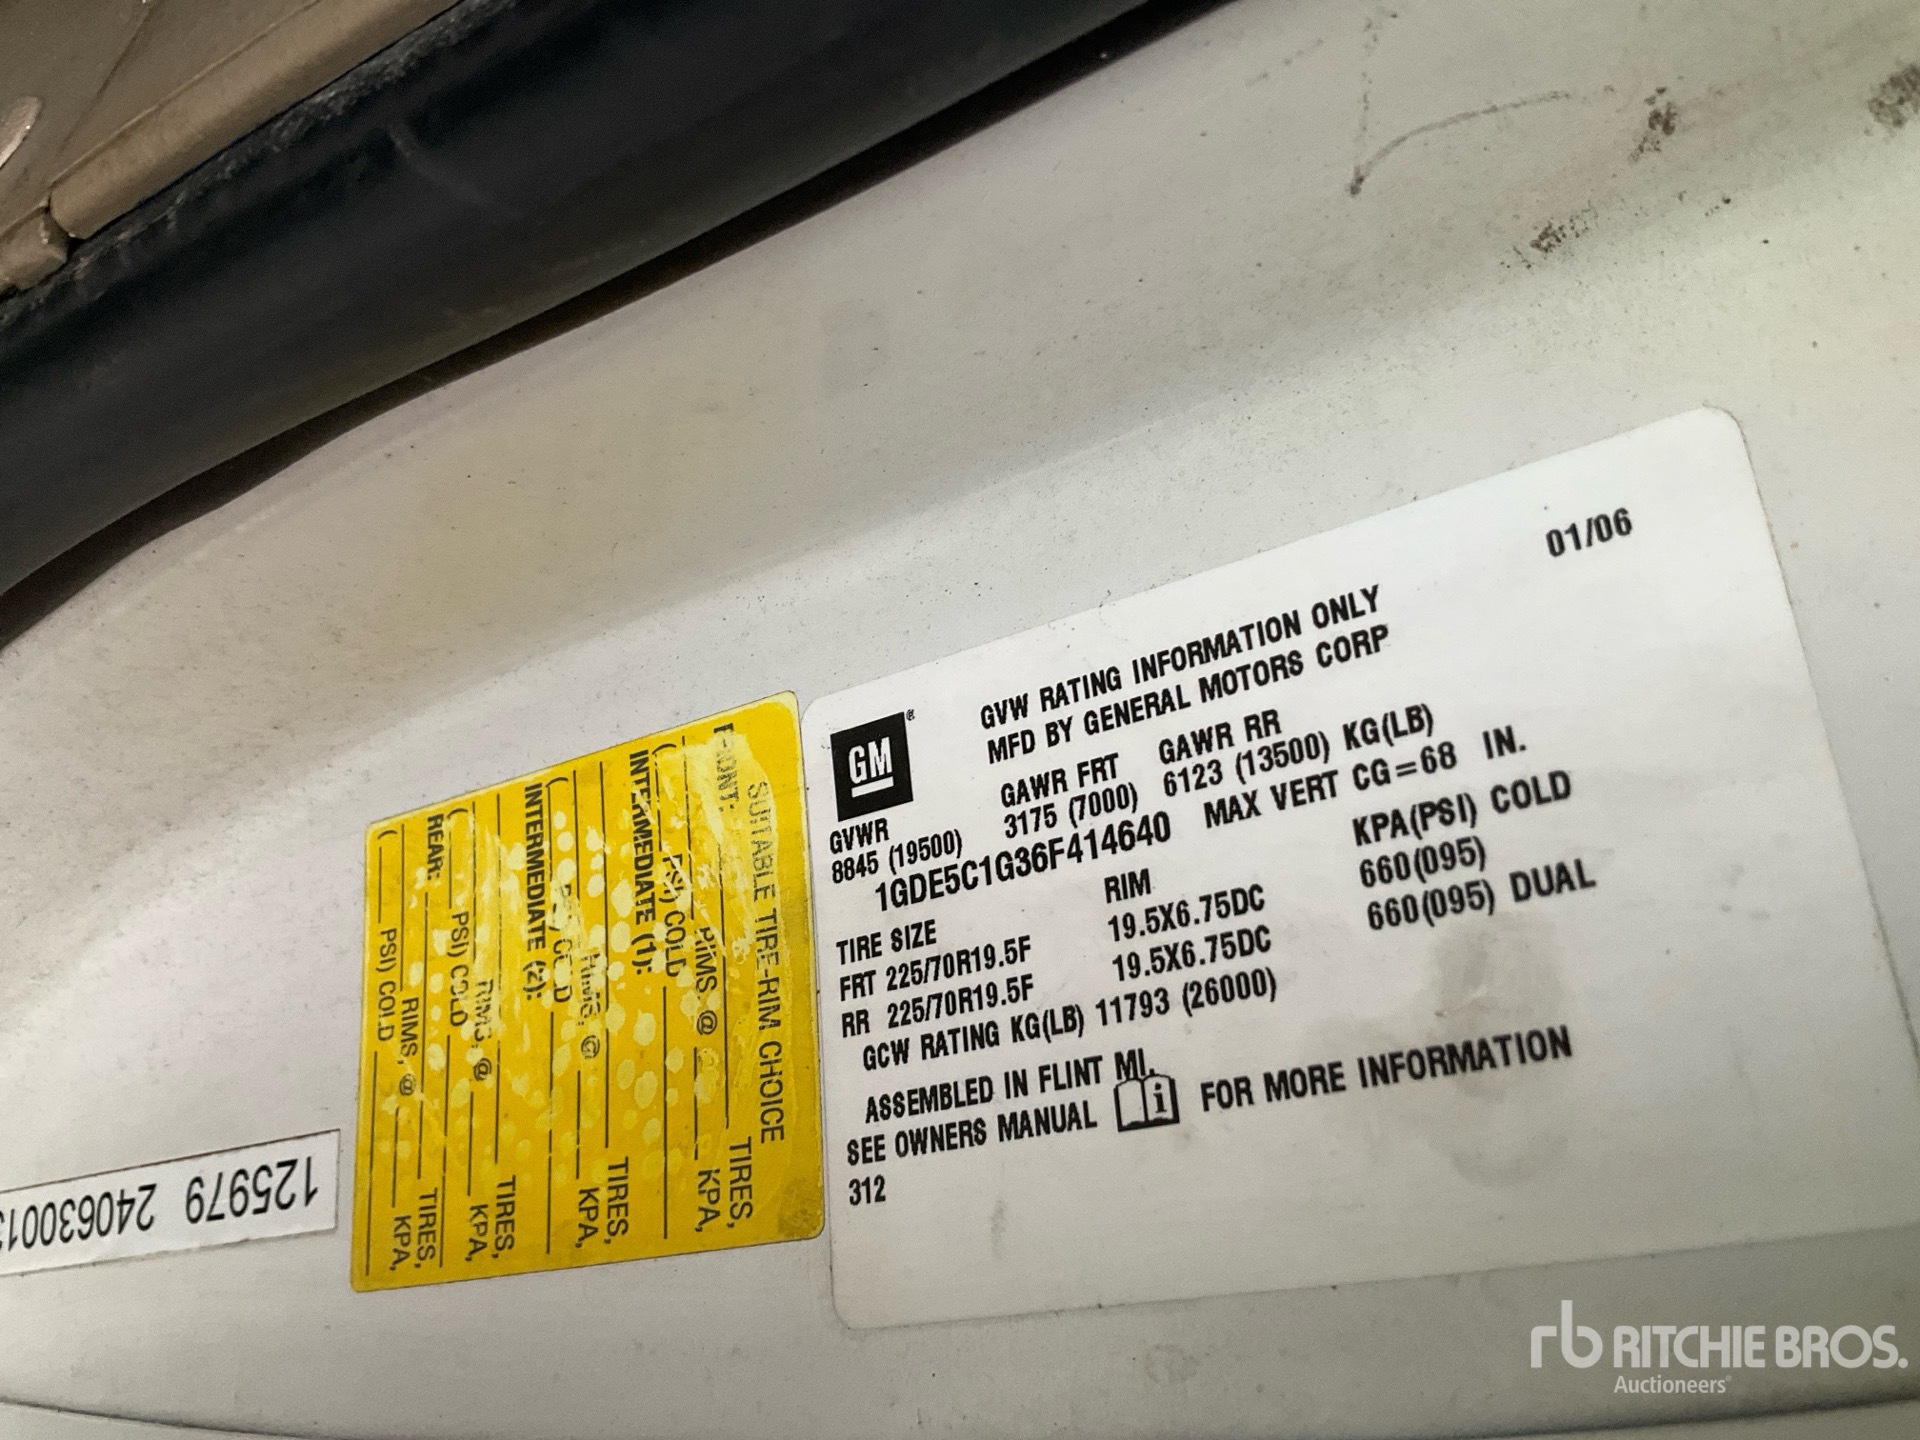 01/06
GM®
GVW RATING INFORMATION ONLY
MFD BY GENERAL MOTORS CORP
GVWR GAWR FRT GAWR RR
8845 (19500) 3175 (7000) 6123 (13500) KG(LB)
1GDE5C1G36F414640 MAX VERT CG=68 IN.
TIRE SIZE RIM KPA(PSI) COLD
FRT 225/70R19.5F 19.5X6.75DC 660(095)
RR 225/70R19.5F 19.5X6.75DC 660(095) DUAL
GCW RATING KG(LB) 11793 (26000)
ASSEMBLED IN FLINT MI.
SEE OWNERS MANUAL i FOR MORE INFORMATION
312
SUITABLE TIRE-RIM CHOICE
FRONT: TIRES,
RIMS, @ KPA,
( PSI) COLD
INTERMEDIATE (1): TIRES,
RIMS, @ KPA,
( PSI) COLD
INTERMEDIATE (2): TIRES,
RIMS, @ KPA,
( PSI) COLD
REAR: TIRES,
RIMS, @ KPA,
( PSI) COLD
125979 24063001
rb RITCHIE BROS.
Auctioneers